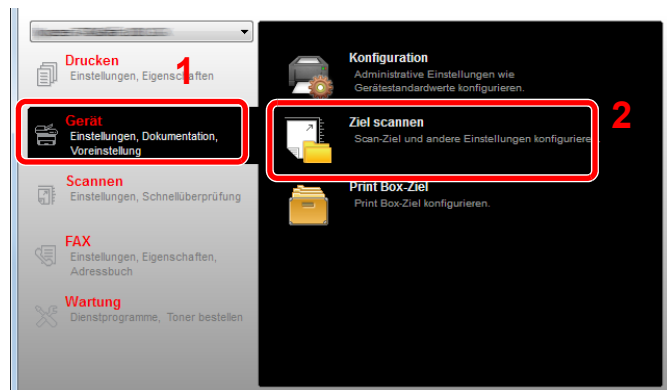 Drucken
Einstellungen, Eigenschaften
1
Gerät
Einstellungen, Dokumentation,
Voreinstellung
Scannen
Einstellungen, Schnellüberprüfung
FAX
Einstellungen, Eigenschaften,
Adressbuch
Wartung
Dienstprogramme, Toner bestellen
Konfiguration
Administrative Einstellungen wie
Gerätestandardwerte konfigurieren.
Ziel scannen
2
Scan-Ziel und andere Einstellungen konfigurieren.
Print Box-Ziel
Print Box-Ziel konfigurieren.